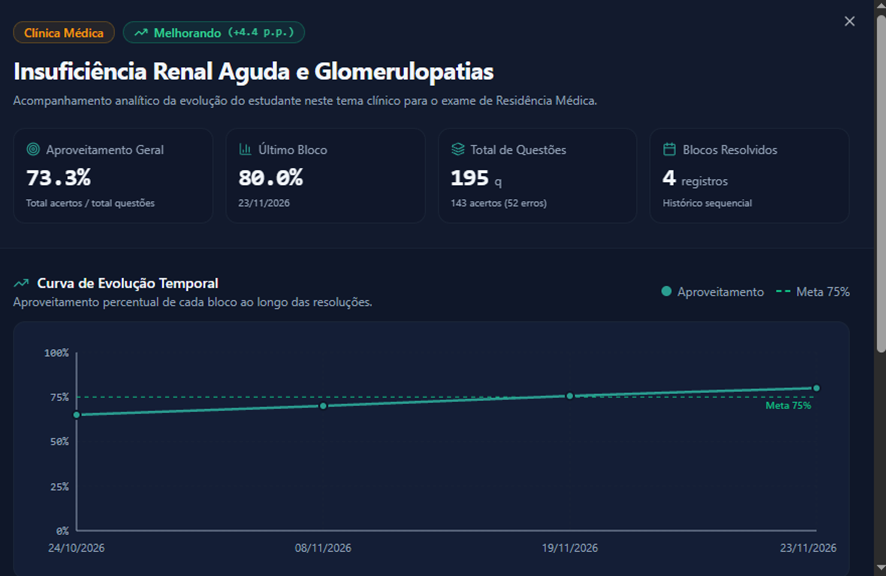 Clínica Médica
Melhorando (+4.4 p.p.)
Insuficiência Renal Aguda e Glomerulopatias
Acompanhamento analítico da evolução do estudante neste tema clínico para o exame de Residência Médica.
Aproveitamento Geral
73.3%
Total acertos / total questões
Último Bloco
80.0%
23/11/2026
Total de Questões
195 q
143 acertos (52 erros)
Blocos Resolvidos
4 registros
Histórico sequencial
Curva de Evolução Temporal
Aproveitamento percentual de cada bloco ao longo das resoluções.
Aproveitamento
Meta 75%
100%
75%
Meta 75%
50%
25%
0%
24/10/2026
08/11/2026
19/11/2026
23/11/2026